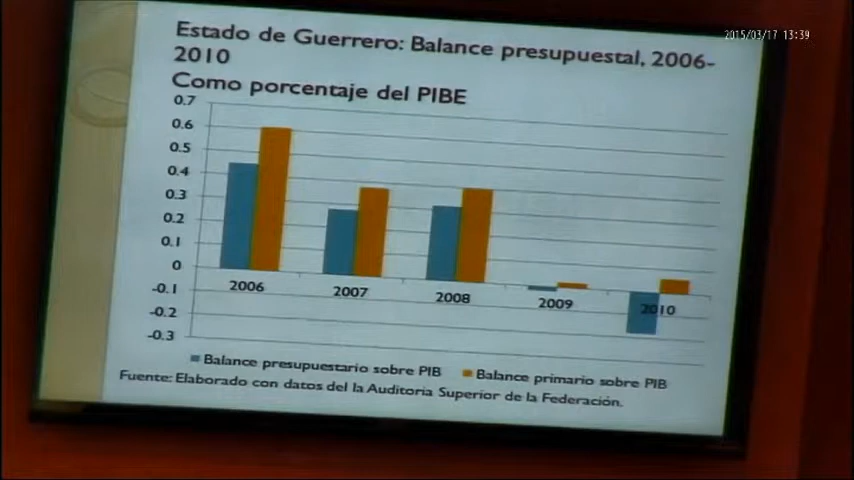 2015/03/17 13:39
Estado de Guerrero: Balance presupuestal, 2006-
2010
Como porcentaje del PIBE
0.7
0.6
0.5
0.4
0.3
0.2
0.1
0
-0.1
-0.2
-0.3
2006 2007 2008 2009 2010
Balance presupuestario sobre PIB Balance primario sobre PIB
Fuente: Elaborado con datos del la Auditoria Superior de la Federación.